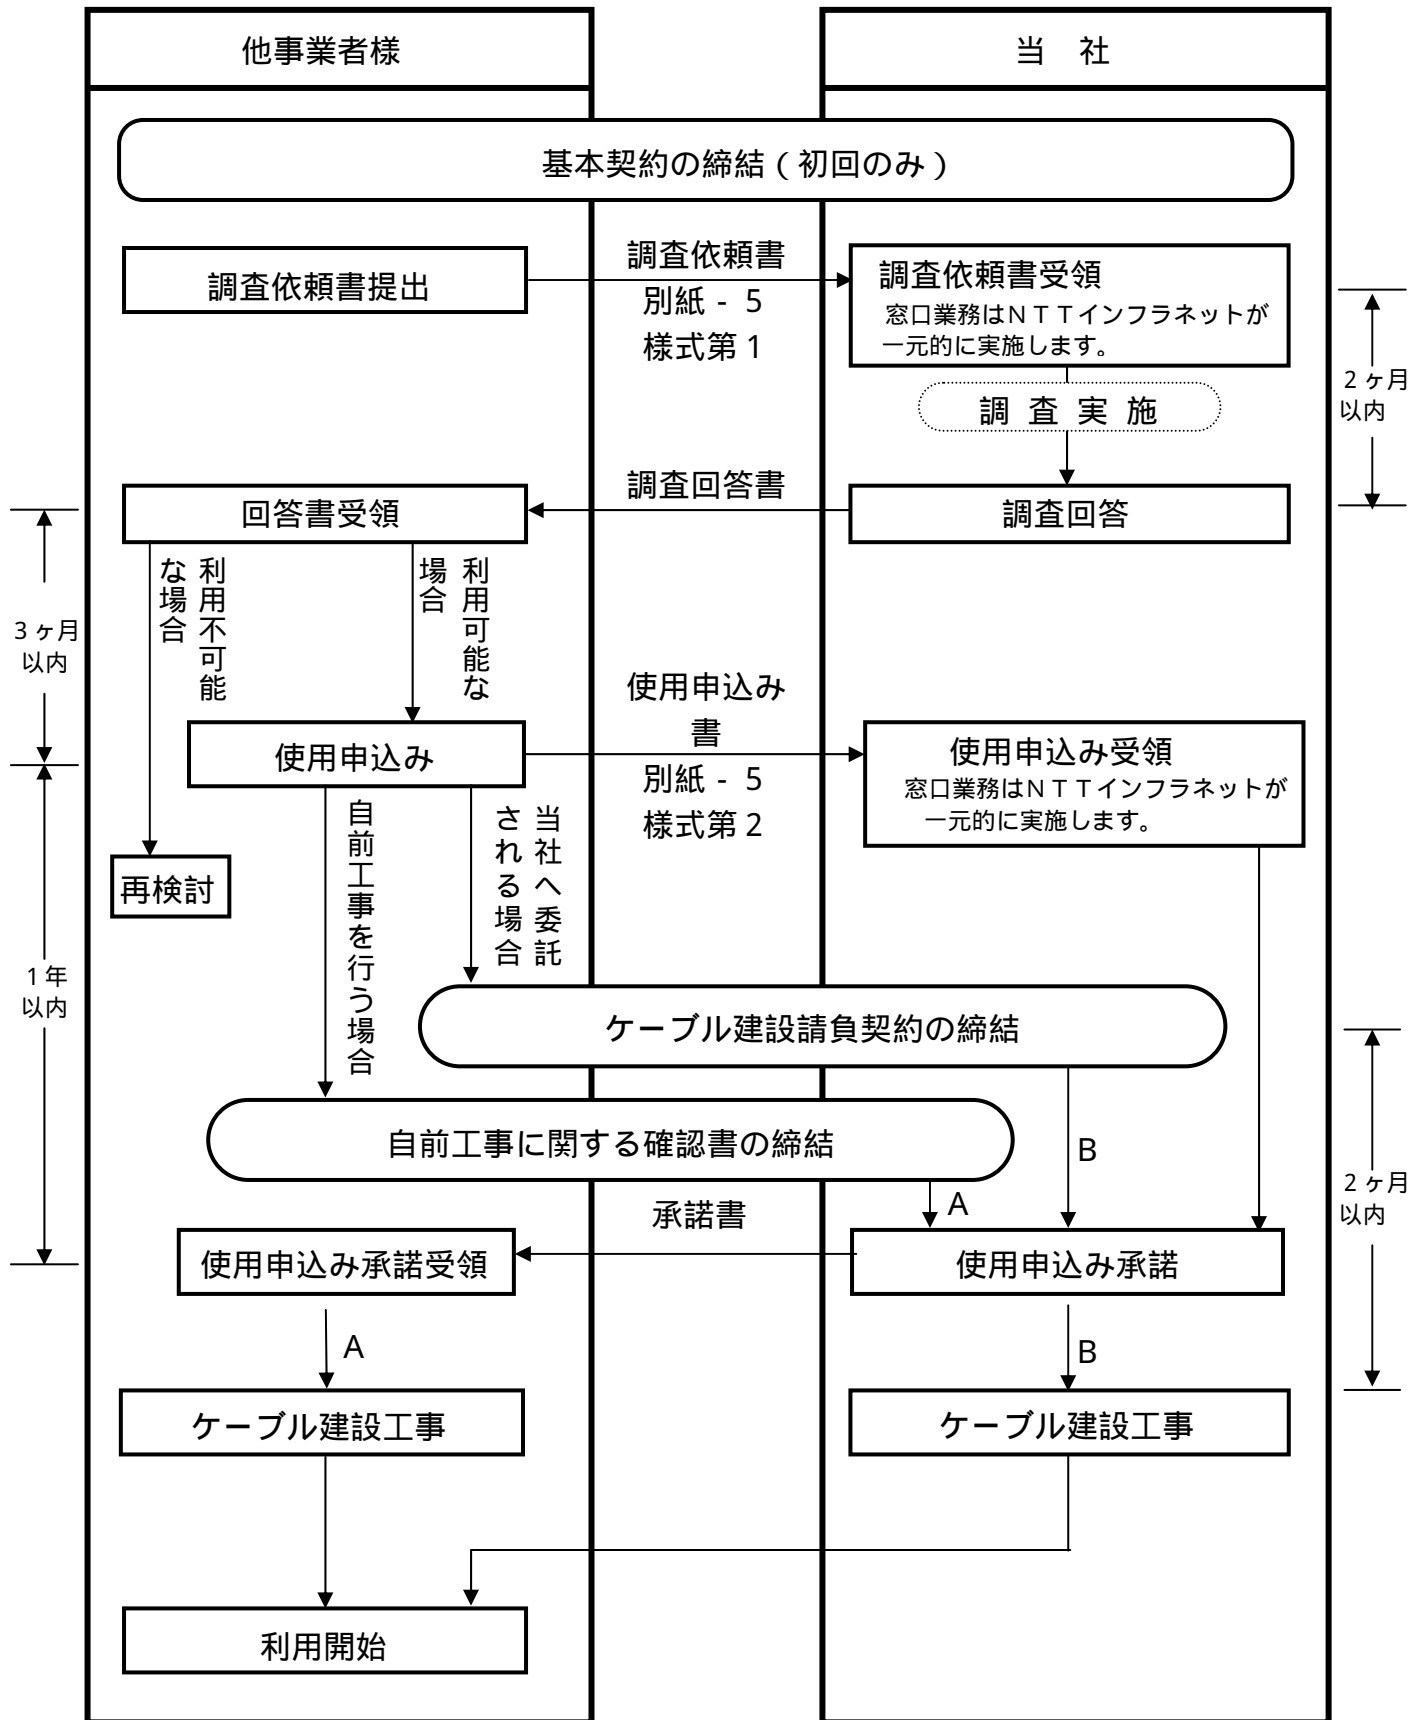 他事業者様
当　社
基本契約の締結（初回のみ）
調査依頼書提出
調査依頼書
別紙 - 5
様式第 1
調査依頼書受領
窓口業務はＮＴＴインフラネットが
一元的に実施します。
2 ヶ月
以内
調 査 実 施
調査回答書
回答書受領
調査回答
利用不可能
な場合
利用可能な
場合
3 ヶ月
以内
使用申込み
使用申込み
書
別紙 - 5
様式第 2
使用申込み受領
窓口業務はＮＴＴインフラネットが
一元的に実施します。
自前工事を行う場合
当社へ委託
される場合
再検討
1 年
以内
ケーブル建設請負契約の締結
自前工事に関する確認書の締結
B
A
2 ヶ月
以内
承諾書
使用申込み承諾受領
使用申込み承諾
A
B
ケーブル建設工事
ケーブル建設工事
利用開始